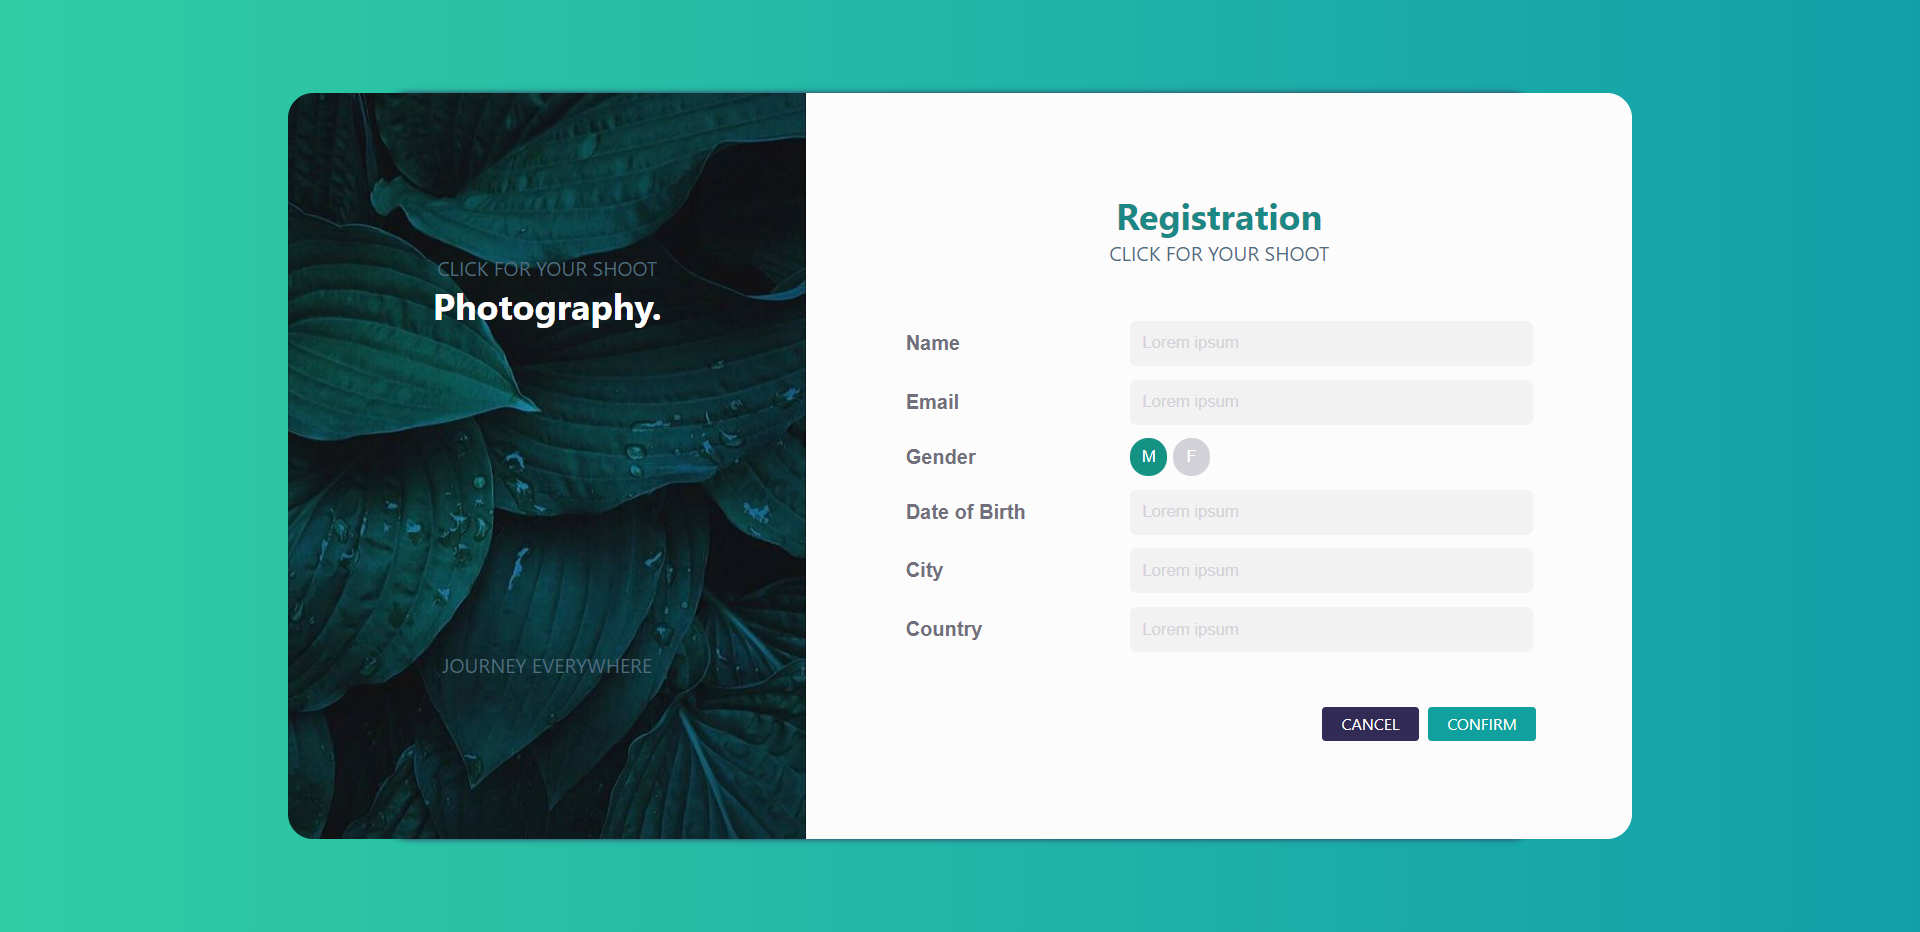 CLICK FOR YOUR SHOOT
Photography.
JOURNEY EVERYWHERE
Registration
CLICK FOR YOUR SHOOT
Name
Lorem ipsum
Email
Lorem ipsum
Gender
M F
Date of Birth
Lorem ipsum
City
Lorem ipsum
Country
Lorem ipsum
CANCEL CONFIRM